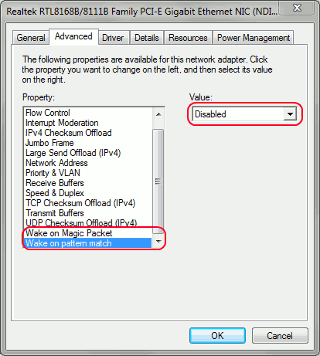 Realtek RTL8168B/8111B Family PCI-E Gigabit Ethernet NIC (NDI...
General
Advanced
Driver
Details
Resources
Power Management
The following properties are available for this network adapter. Click
the property you want to change on the left, and then select its value
on the right.
Property:
Value:
Flow Control
Interrupt Moderation
IPv4 Checksum Offload
Jumbo Frame
Large Send Offload (IPv4)
Network Address
Priority & VLAN
Receive Buffers
Speed & Duplex
TCP Checksum Offload (IPv4)
Transmit Buffers
UDP Checksum Offload (IPv4)
Wake on Magic Packet
Wake on pattern match
Disabled
OK
Cancel